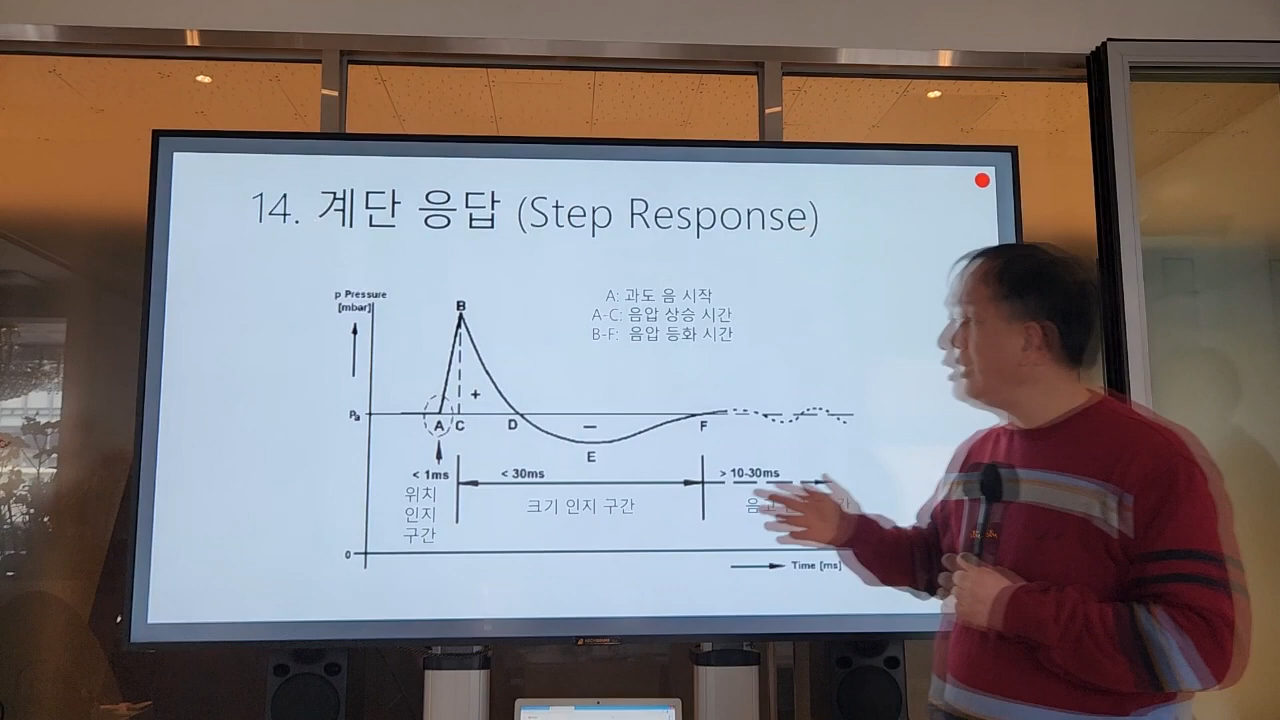 14. 계단 응답 (Step Response)
p Pressure
[mbar]
A: 과도 음 시작
A-C: 음압 상승 시간
B-F: 음압 등화 시간
B
+
Pa
A C D − F
E
< 1ms < 30ms > 10-30ms
위치
인지
구간
크기 인지 구간
0
Time [ms]